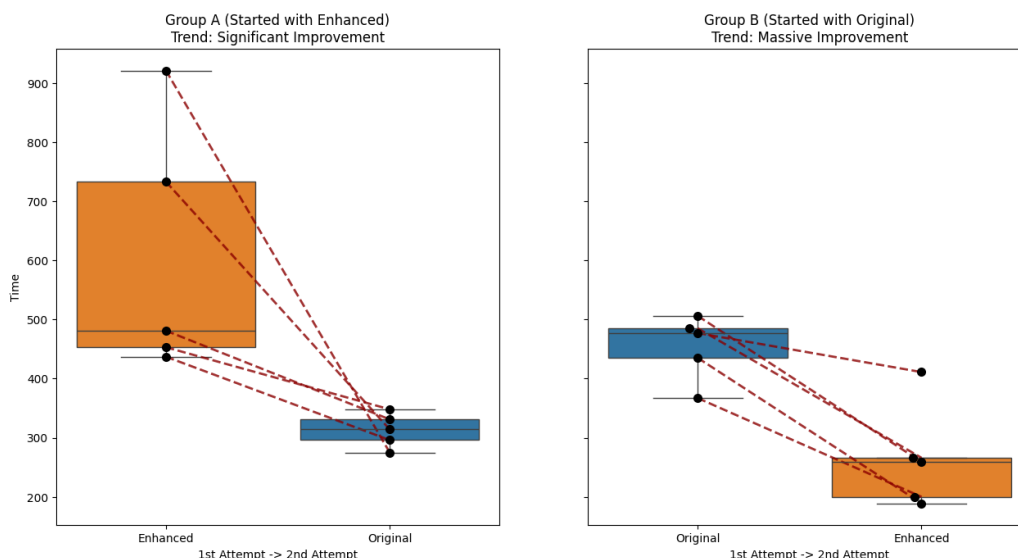 Group A (Started with Enhanced)
Trend: Significant Improvement
Group B (Started with Original)
Trend: Massive Improvement
Time
900
800
700
600
500
400
300
200
Enhanced
Original
Original
Enhanced
1st Attempt -> 2nd Attempt
1st Attempt -> 2nd Attempt